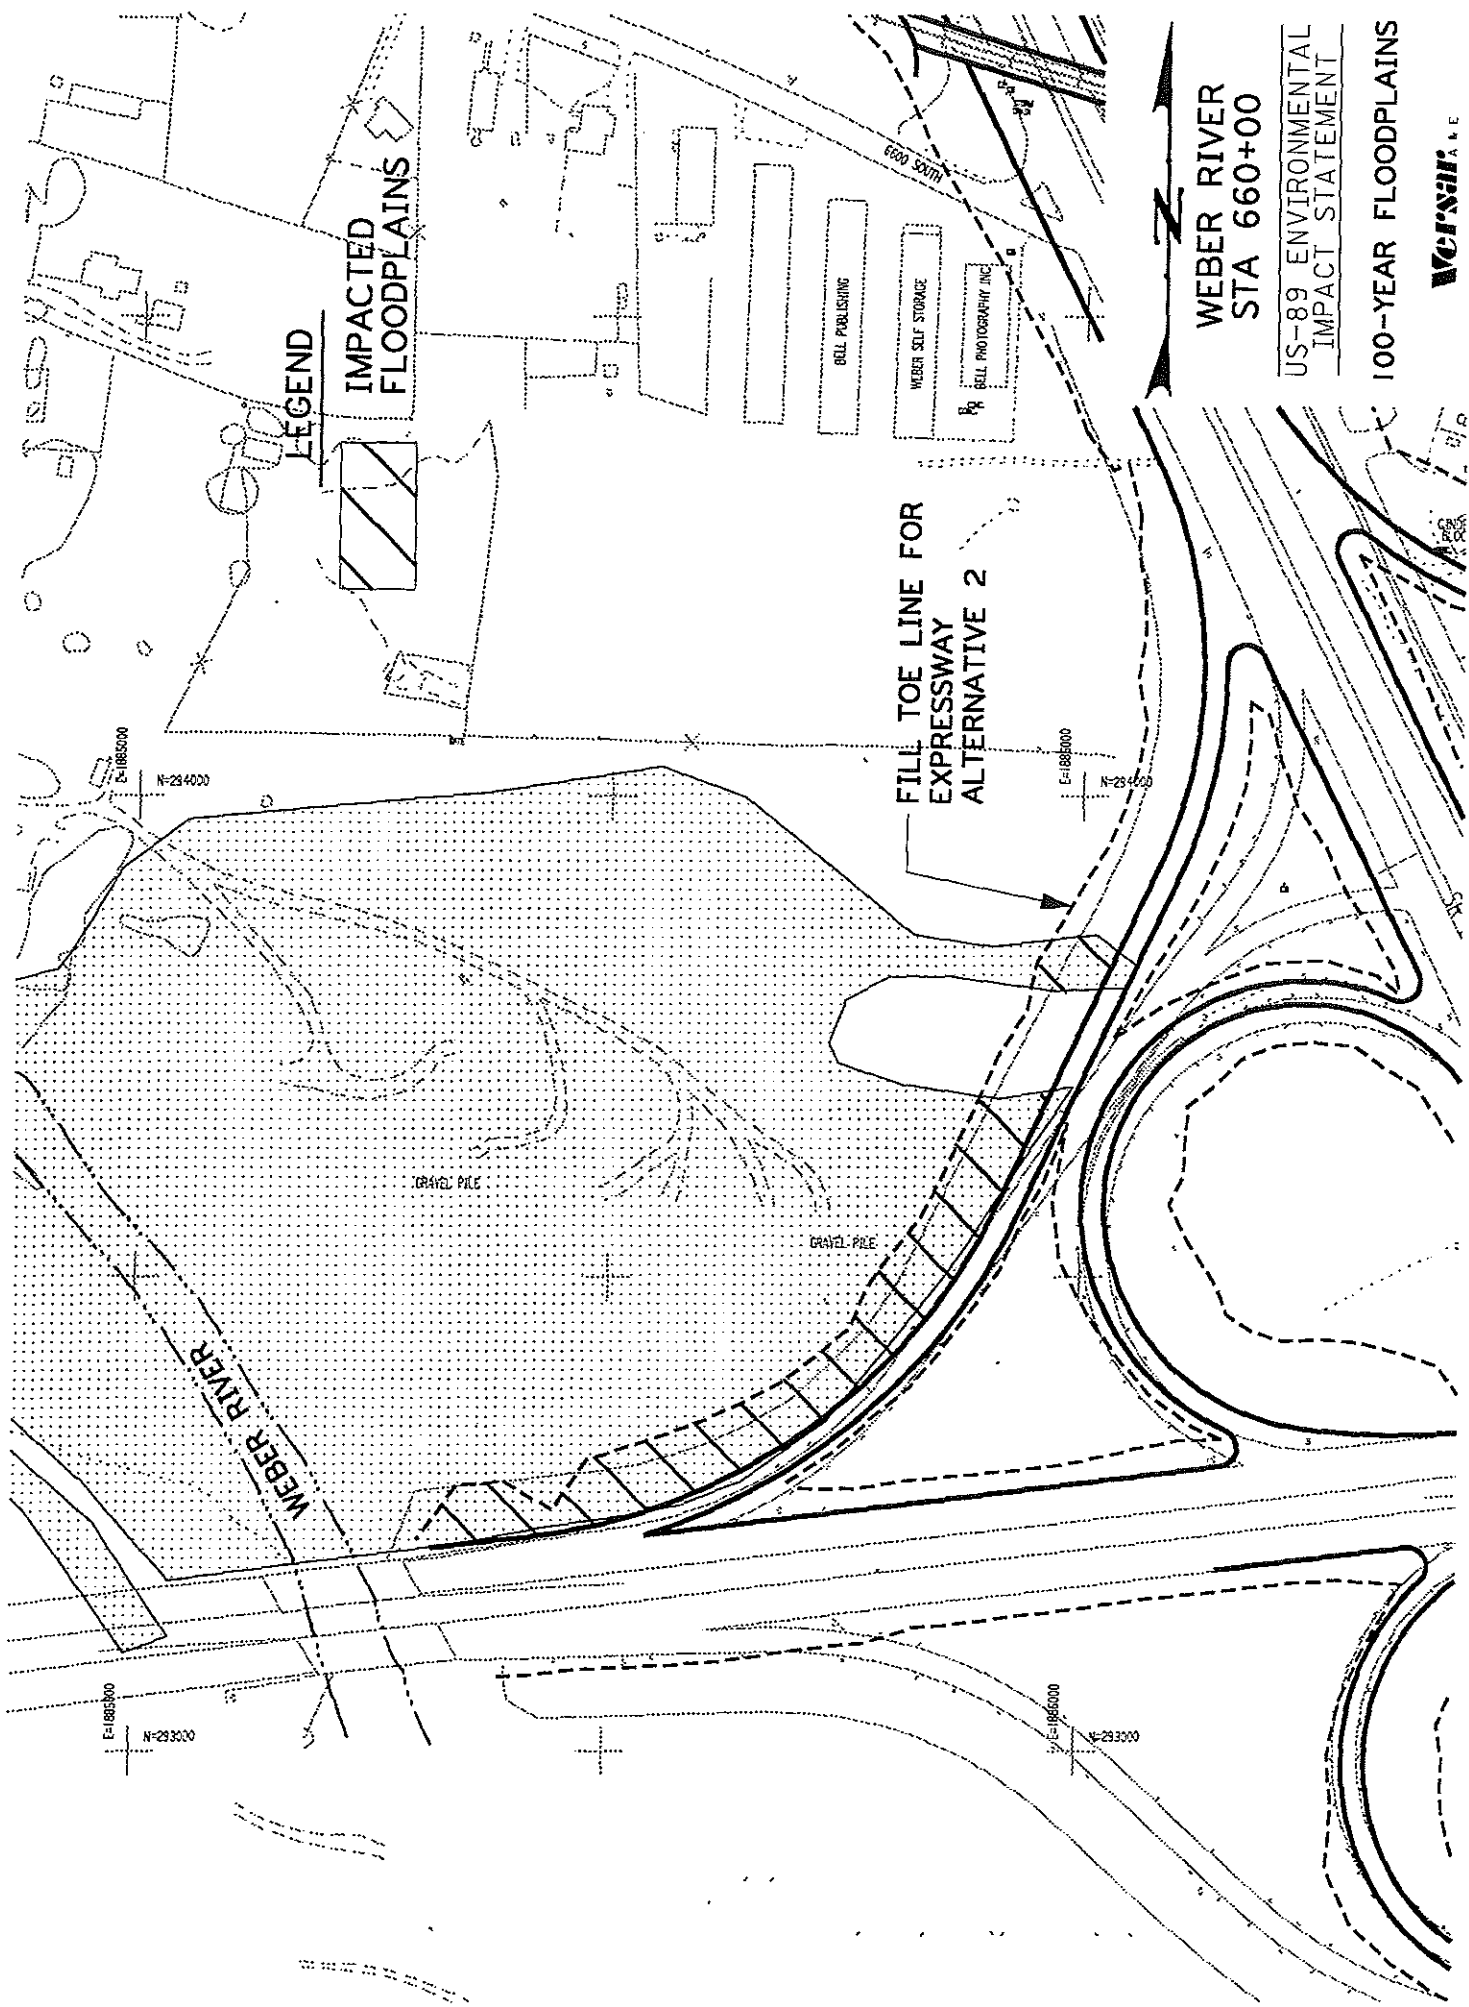 LEGEND
IMPACTED
FLOODPLAINS
6600 SOUTH
BELL PUBLISHING
WEBER SELF STORAGE
BELL PHOTOGRAPHY INC
FILL TOE LINE FOR
EXPRESSWAY
ALTERNATIVE 2
E=1885000
N=294000
E=1886000
N=294000
GRAVEL PILE
GRAVEL PILE
WEBER RIVER
E=1885000
N=293000
E=1886000
N=293000
N
WEBER RIVER
STA 660+00
US-89 ENVIRONMENTAL
IMPACT STATEMENT
100-YEAR FLOODPLAINS
Versar A & E